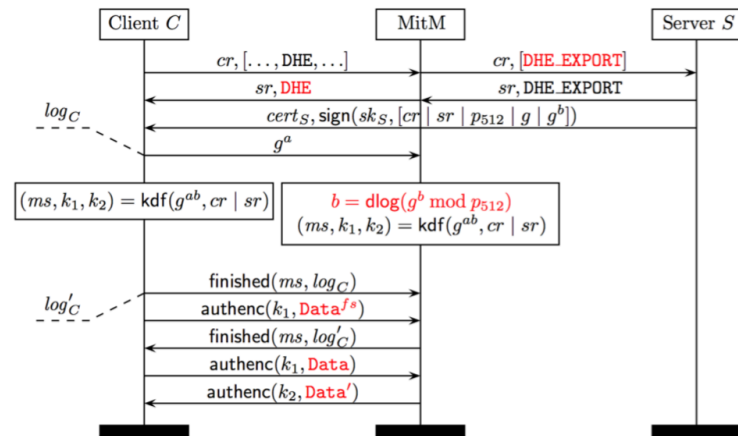 Client C MitM Server S
cr, [..., DHE, ...] cr, [DHE_EXPORT]
sr, DHE sr, DHE_EXPORT
log_C cert_S, sign(sk_S, [cr | sr | p_512 | g | g^b])
g^a
(ms, k_1, k_2) = kdf(g^{ab}, cr | sr) b = dlog(g^b mod p_512)
(ms, k_1, k_2) = kdf(g^{ab}, cr | sr)
finished(ms, log_C)
log'_C authenc(k_1, Data^{fs})
finished(ms, log'_C)
authenc(k_1, Data)
authenc(k_2, Data')